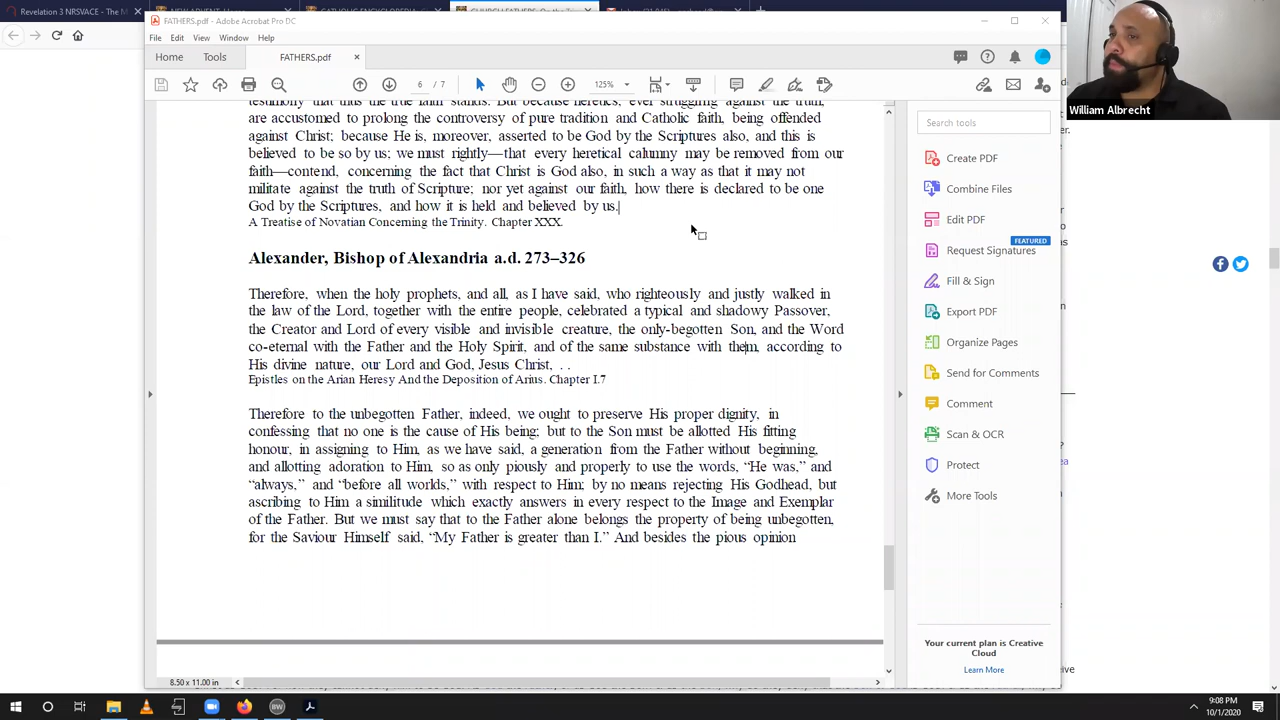 Revelation 3 NRSVACE - The M
FATHERS.pdf - Adobe Acrobat Pro DC
File Edit View Window Help
Home Tools FATHERS.pdf ×
6 / 7 125%
William Albrecht
testimony that thus the true faith stands. But because heretics, ever struggling against the truth,
are accustomed to prolong the controversy of pure tradition and Catholic faith, being offended
against Christ; because He is, moreover, asserted to be God by the Scriptures also, and this is
believed to be so by us; we must rightly—that every heretical calumny may be removed from our
faith—contend, concerning the fact that Christ is God also, in such a way as that it may not
militate against the truth of Scripture; nor yet against our faith, how there is declared to be one
God by the Scriptures, and how it is held and believed by us.
A Treatise of Novatian Concerning the Trinity. Chapter XXX.
Alexander, Bishop of Alexandria a.d. 273–326
Therefore, when the holy prophets, and all, as I have said, who righteously and justly walked in
the law of the Lord, together with the entire people, celebrated a typical and shadowy Passover,
the Creator and Lord of every visible and invisible creature, the only-begotten Son, and the Word
co-eternal with the Father and the Holy Spirit, and of the same substance with them, according to
His divine nature, our Lord and God, Jesus Christ, . .
Epistles on the Arian Heresy And the Deposition of Arius. Chapter I.7
Therefore to the unbegotten Father, indeed, we ought to preserve His proper dignity, in
confessing that no one is the cause of His being; but to the Son must be allotted His fitting
honour, in assigning to Him, as we have said, a generation from the Father without beginning,
and allotting adoration to Him, so as only piously and properly to use the words, “He was,” and
“always,” and “before all worlds,” with respect to Him; by no means rejecting His Godhead, but
ascribing to Him a similitude which exactly answers in every respect to the Image and Exemplar
of the Father. But we must say that to the Father alone belongs the property of being unbegotten,
for the Saviour Himself said, “My Father is greater than I.” And besides the pious opinion
8.50 x 11.00 in
Search tools
Create PDF
Combine Files
Edit PDF
FEATURED
Request Signatures
Fill & Sign
Export PDF
Organize Pages
Send for Comments
Comment
Scan & OCR
Protect
More Tools
Your current plan is Creative
Cloud
Learn More
9:08 PM
10/1/2020